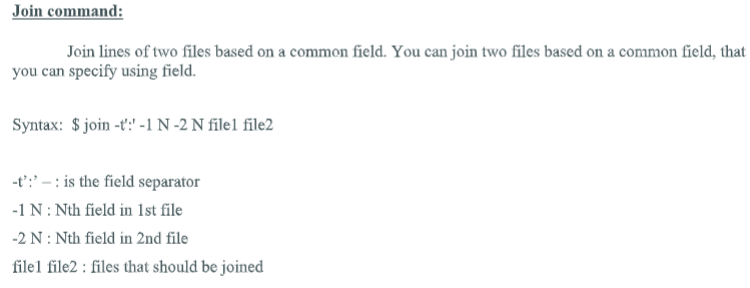 Join command:
Join lines of two files based on a common field. You can join two files based on a common field, that
you can specify using field.
Syntax: $ join -t':' -1 N -2 N file1 file2
-t’:’ – : is the field separator
-1 N : Nth field in 1st file
-2 N : Nth field in 2nd file
file1 file2 : files that should be joined